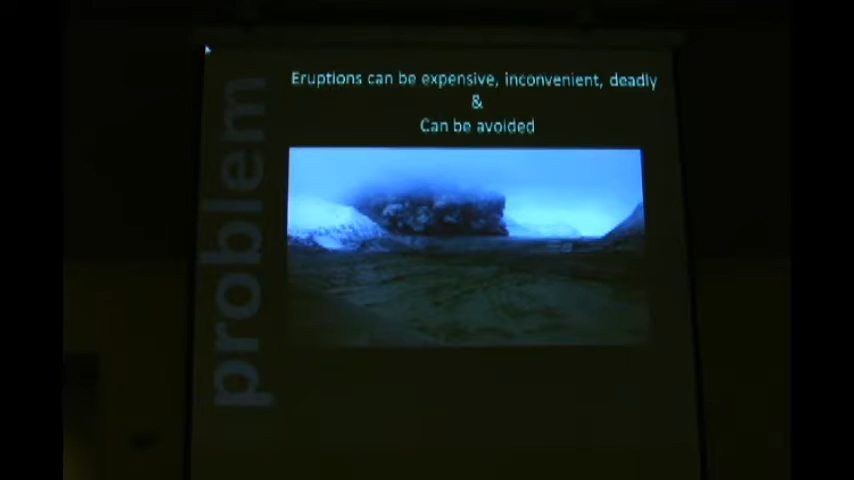 Eruptions can be expensive, inconvenient, deadly
&
Can be avoided
problem